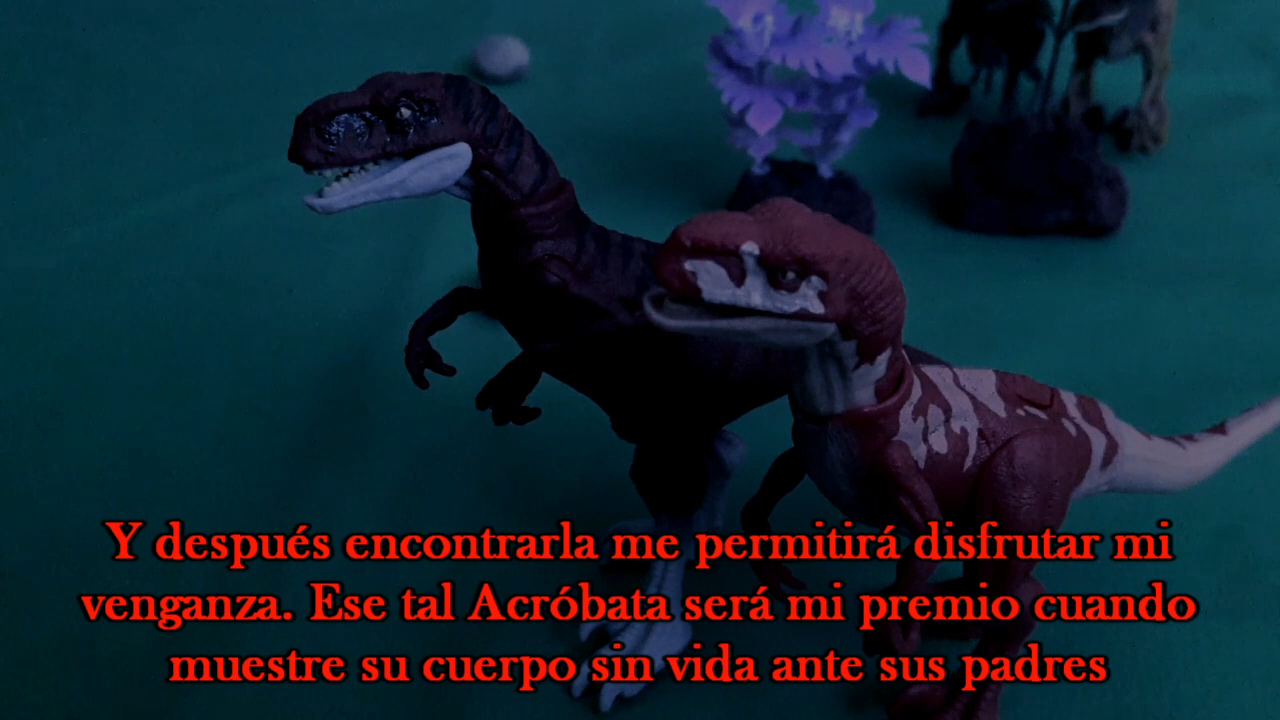 Y después encontrarla me permitirá disfrutar mi
venganza. Ese tal Acróbata será mi premio cuando
muestre su cuerpo sin vida ante sus padres